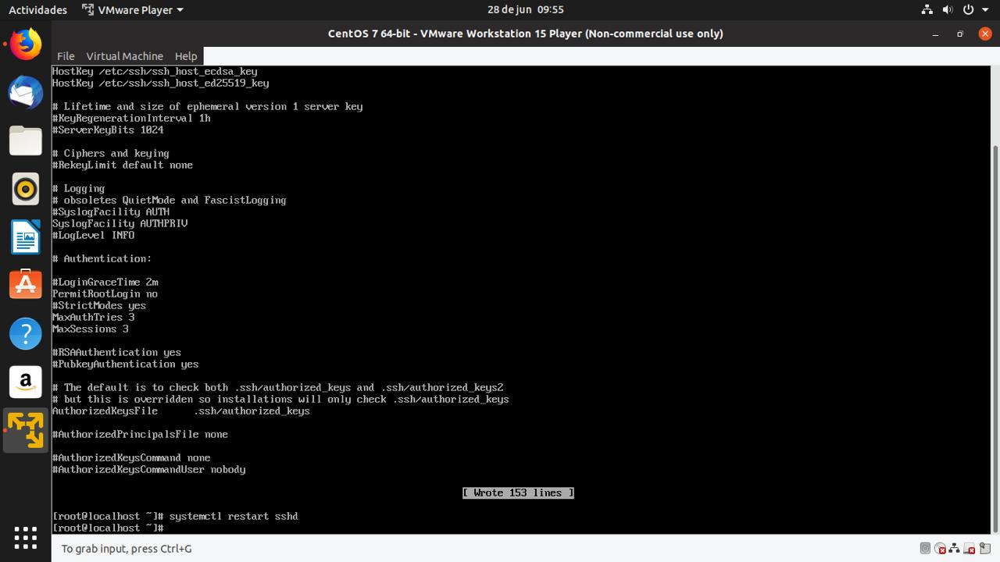 Actividades VMware Player 28 de jun 09:55
CentOS 7 64-bit - VMware Workstation 15 Player (Non-commercial use only)
File Virtual Machine Help
HostKey /etc/ssh/ssh_host_ecdsa_key
HostKey /etc/ssh/ssh_host_ed25519_key
# Lifetime and size of ephemeral version 1 server key
#KeyRegenerationInterval 1h
#ServerKeyBits 1024
# Ciphers and keying
#RekeyLimit default none
# Logging
# obsoletes QuietMode and FascistLogging
#SyslogFacility AUTH
SyslogFacility AUTHPRIV
#LogLevel INFO
# Authentication:
#LoginGraceTime 2m
PermitRootLogin no
#StrictModes yes
MaxAuthTries 3
MaxSessions 3
#RSAAuthentication yes
#PubkeyAuthentication yes
# The default is to check both .ssh/authorized_keys and .ssh/authorized_keys2
# but this is overridden so installations will only check .ssh/authorized_keys
AuthorizedKeysFile .ssh/authorized_keys
#AuthorizedPrincipalsFile none
#AuthorizedKeysCommand none
#AuthorizedKeysCommandUser nobody
[ Wrote 153 lines ]
[root@localhost ~]# systemctl restart sshd
[root@localhost ~]#
To grab input, press Ctrl+G